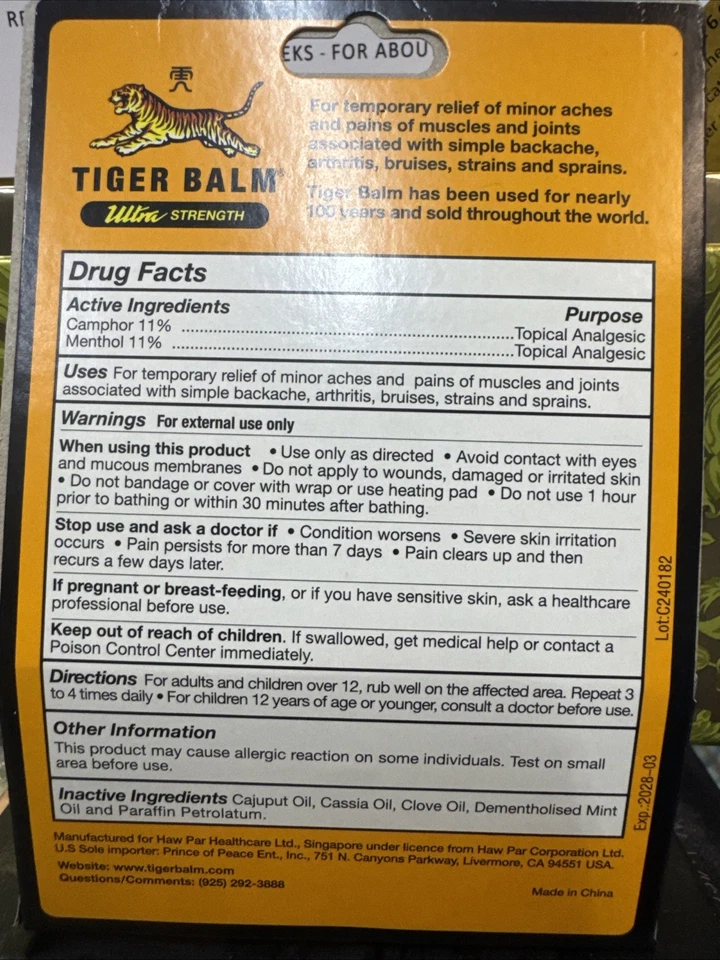 RE
EKS - FOR ABOU
虎
TIGER BALM®
Ultra STRENGTH
For temporary relief of minor aches
and pains of muscles and joints
associated with simple backache,
arthritis, bruises, strains and sprains.
Tiger Balm has been used for nearly
100 years and sold throughout the world.
Drug Facts
Active Ingredients Purpose
Camphor 11% ........................................................Topical Analgesic
Menthol 11% ........................................................Topical Analgesic
Uses For temporary relief of minor aches and pains of muscles and joints
associated with simple backache, arthritis, bruises, strains and sprains.
Warnings For external use only
When using this product • Use only as directed • Avoid contact with eyes
and mucous membranes • Do not apply to wounds, damaged or irritated skin
• Do not bandage or cover with wrap or use heating pad • Do not use 1 hour
prior to bathing or within 30 minutes after bathing.
Stop use and ask a doctor if • Condition worsens • Severe skin irritation
occurs • Pain persists for more than 7 days • Pain clears up and then
recurs a few days later.
If pregnant or breast-feeding, or if you have sensitive skin, ask a healthcare
professional before use.
Keep out of reach of children. If swallowed, get medical help or contact a
Poison Control Center immediately.
Directions For adults and children over 12, rub well on the affected area. Repeat 3
to 4 times daily • For children 12 years of age or younger, consult a doctor before use.
Other Information
This product may cause allergic reaction on some individuals. Test on small
area before use.
Inactive Ingredients Cajuput Oil, Cassia Oil, Clove Oil, Dementholised Mint
Oil and Paraffin Petrolatum.
Manufactured for Haw Par Healthcare Ltd., Singapore under licence from Haw Par Corporation Ltd.
U.S Sole importer: Prince of Peace Ent., Inc., 751 N. Canyons Parkway, Livermore, CA 94551 USA.
Website: www.tigerbalm.com
Questions/Comments: (925) 292-3888
Made in China
Lot:C240182
Exp.:2028-03